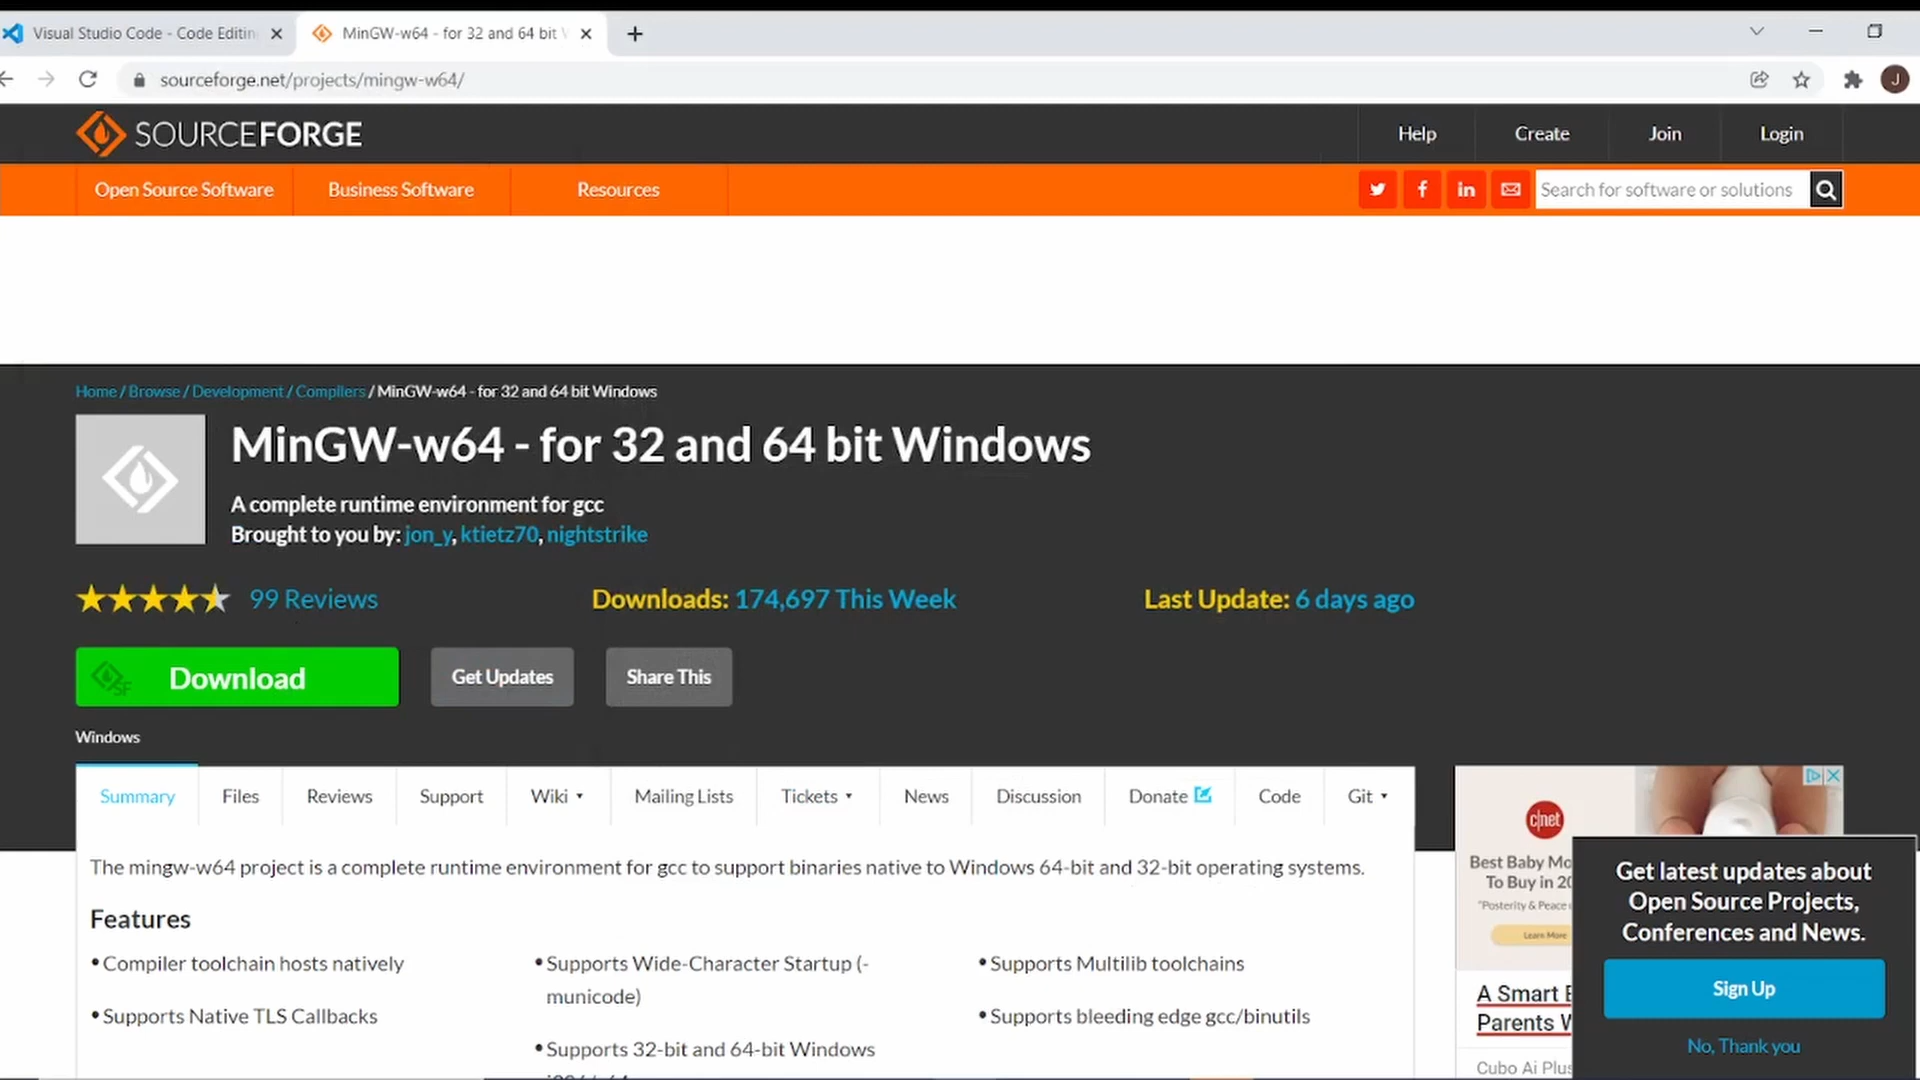 Visual Studio Code - Code Editin
MinGW-w64 - for 32 and 64 bit
sourceforge.net/projects/mingw-w64/
J
SOURCEFORGE
Help
Create
Join
Login
Open Source Software
Business Software
Resources
Search for software or solutions
Home / Browse / Development / Compilers / MinGW-w64 - for 32 and 64 bit Windows
MinGW-w64 - for 32 and 64 bit Windows
A complete runtime environment for gcc
Brought to you by: jon_y, ktietz70, nightstrike
99 Reviews
Downloads: 174,697 This Week
Last Update: 6 days ago
SF
Download
Get Updates
Share This
Windows
Summary
Files
Reviews
Support
Wiki
Mailing Lists
Tickets
News
Discussion
Donate
Code
Git
The mingw-w64 project is a complete runtime environment for gcc to support binaries native to Windows 64-bit and 32-bit operating systems.
Features
• Compiler toolchain hosts natively
• Supports Native TLS Callbacks
• Supports Wide-Character Startup (-
municode)
• Supports 32-bit and 64-bit Windows
• Supports Multilib toolchains
• Supports bleeding edge gcc/binutils
c|net
Best Baby Mo
To Buy in 20
"Posterity & Peace
Learn More
A Smart
Parents
Cubo Ai Plus
Get latest updates about
Open Source Projects,
Conferences and News.
Sign Up
No, Thank you